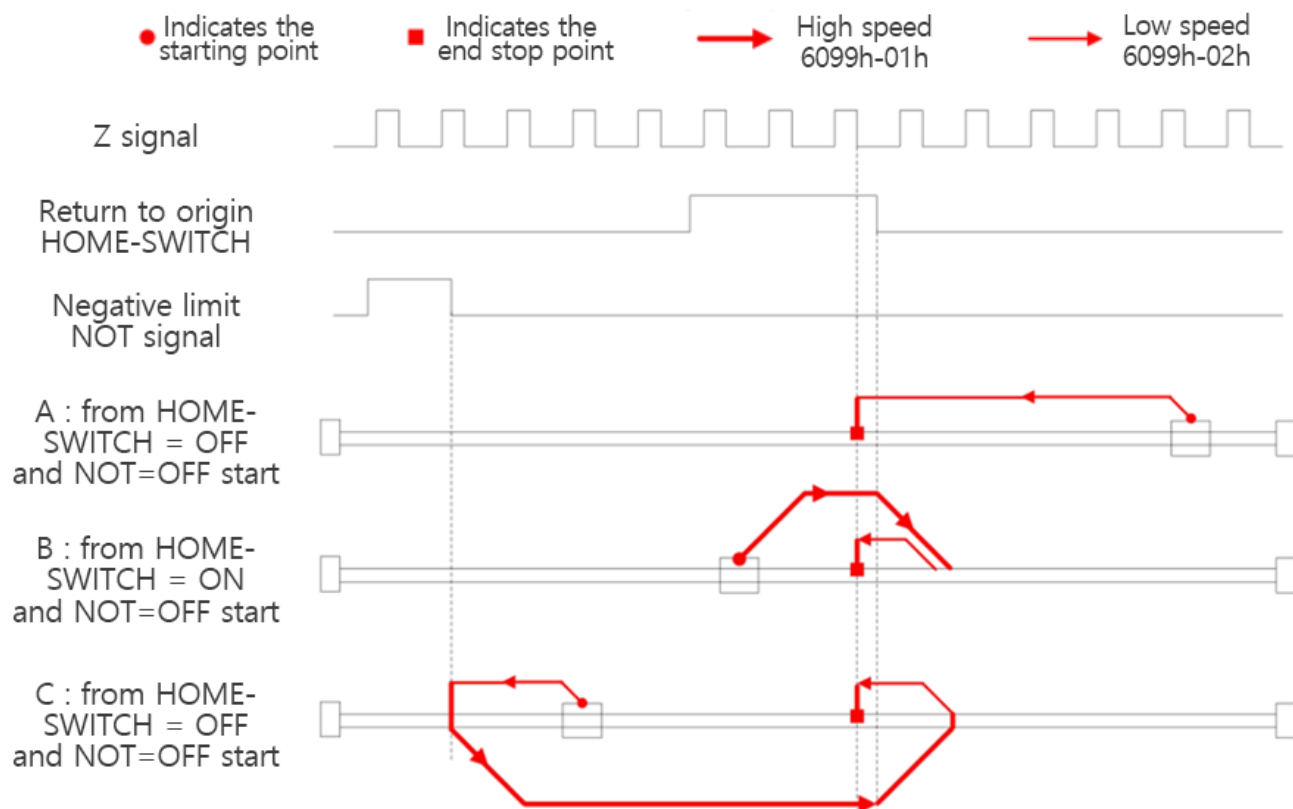 Indicates the
starting point
Indicates the
end stop point
High speed
6099h-01h
Low speed
6099h-02h
Z signal
Return to origin
HOME-SWITCH
Negative limit
NOT signal
A : from HOME-
SWITCH = OFF
and NOT=OFF start
B : from HOME-
SWITCH = ON
and NOT=OFF start
C : from HOME-
SWITCH = OFF
and NOT=OFF start